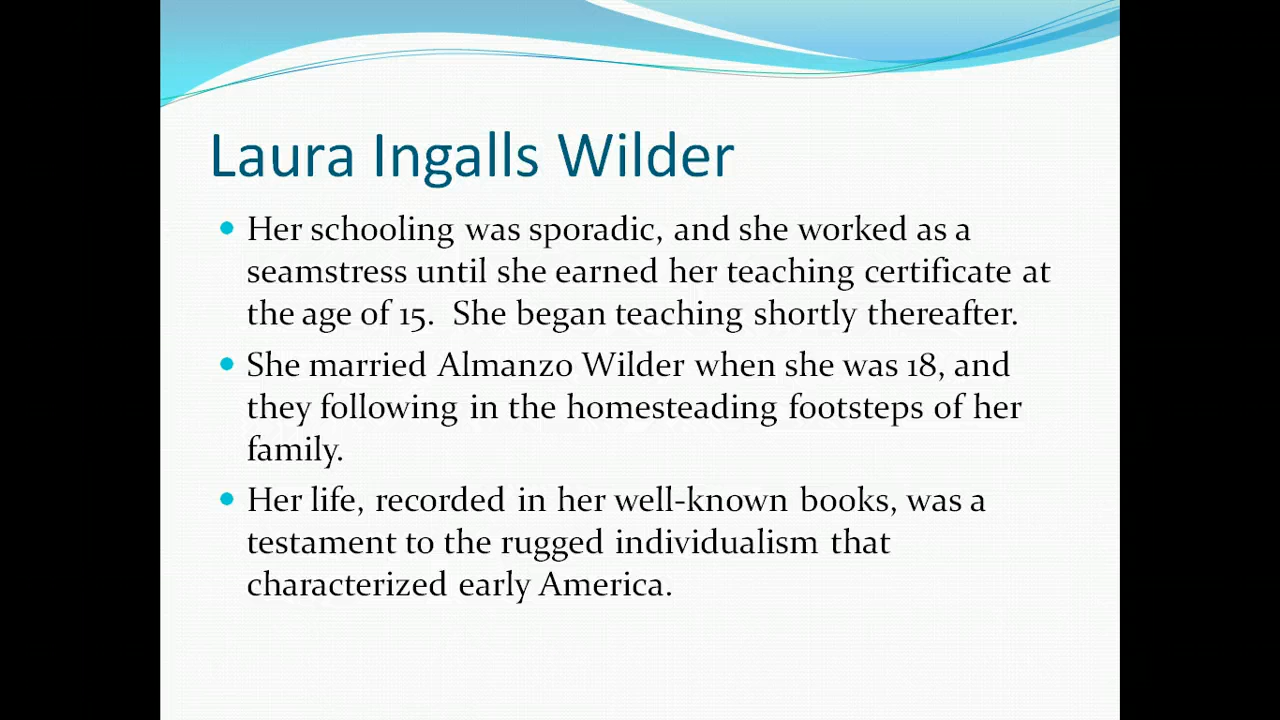 Laura Ingalls Wilder
Her schooling was sporadic, and she worked as a
seamstress until she earned her teaching certificate at
the age of 15.  She began teaching shortly thereafter.
She married Almanzo Wilder when she was 18, and
they following in the homesteading footsteps of her
family.
Her life, recorded in her well-known books, was a
testament to the rugged individualism that
characterized early America.